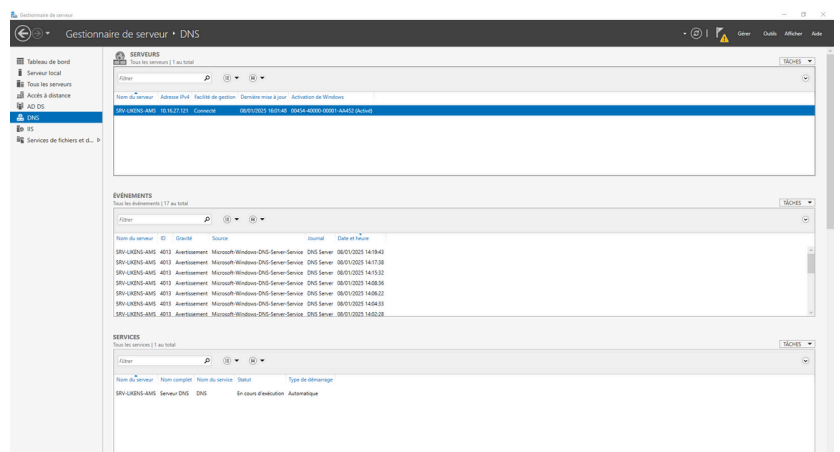 Gestionnaire de serveur
Gestionnaire de serveur • DNS
Gérer Outils Afficher Aide
Tableau de bord
Serveur local
Tous les serveurs
Accès à distance
AD DS
DNS
IIS
Services de fichiers et d...
SERVEURS
Tous les serveurs | 1 au total
TÂCHES
Filtrer
Nom du serveur Adresse IPv4 Facilité de gestion Dernière mise à jour Activation de Windows
SRV-UKENS-AMS 10.16.27.121 Connecté 08/01/2025 16:01:48 00454-40000-00001-AA452 (Activé)
ÉVÉNEMENTS
Tous les événements | 17 au total
TÂCHES
Filtrer
Nom du serveur ID Gravité Source Journal Date et heure
SRV-UKENS-AMS 4013 Avertissement Microsoft-Windows-DNS-Server-Service DNS Server 08/01/2025 14:19:43
SRV-UKENS-AMS 4013 Avertissement Microsoft-Windows-DNS-Server-Service DNS Server 08/01/2025 14:17:38
SRV-UKENS-AMS 4013 Avertissement Microsoft-Windows-DNS-Server-Service DNS Server 08/01/2025 14:15:32
SRV-UKENS-AMS 4013 Avertissement Microsoft-Windows-DNS-Server-Service DNS Server 08/01/2025 14:08:36
SRV-UKENS-AMS 4013 Avertissement Microsoft-Windows-DNS-Server-Service DNS Server 08/01/2025 14:06:22
SRV-UKENS-AMS 4013 Avertissement Microsoft-Windows-DNS-Server-Service DNS Server 08/01/2025 14:04:33
SRV-UKENS-AMS 4013 Avertissement Microsoft-Windows-DNS-Server-Service DNS Server 08/01/2025 14:02:28
SERVICES
Tous les services | 1 au total
TÂCHES
Filtrer
Nom du serveur Nom complet Nom du service Statut Type de démarrage
SRV-UKENS-AMS Serveur DNS DNS En cours d'exécution Automatique